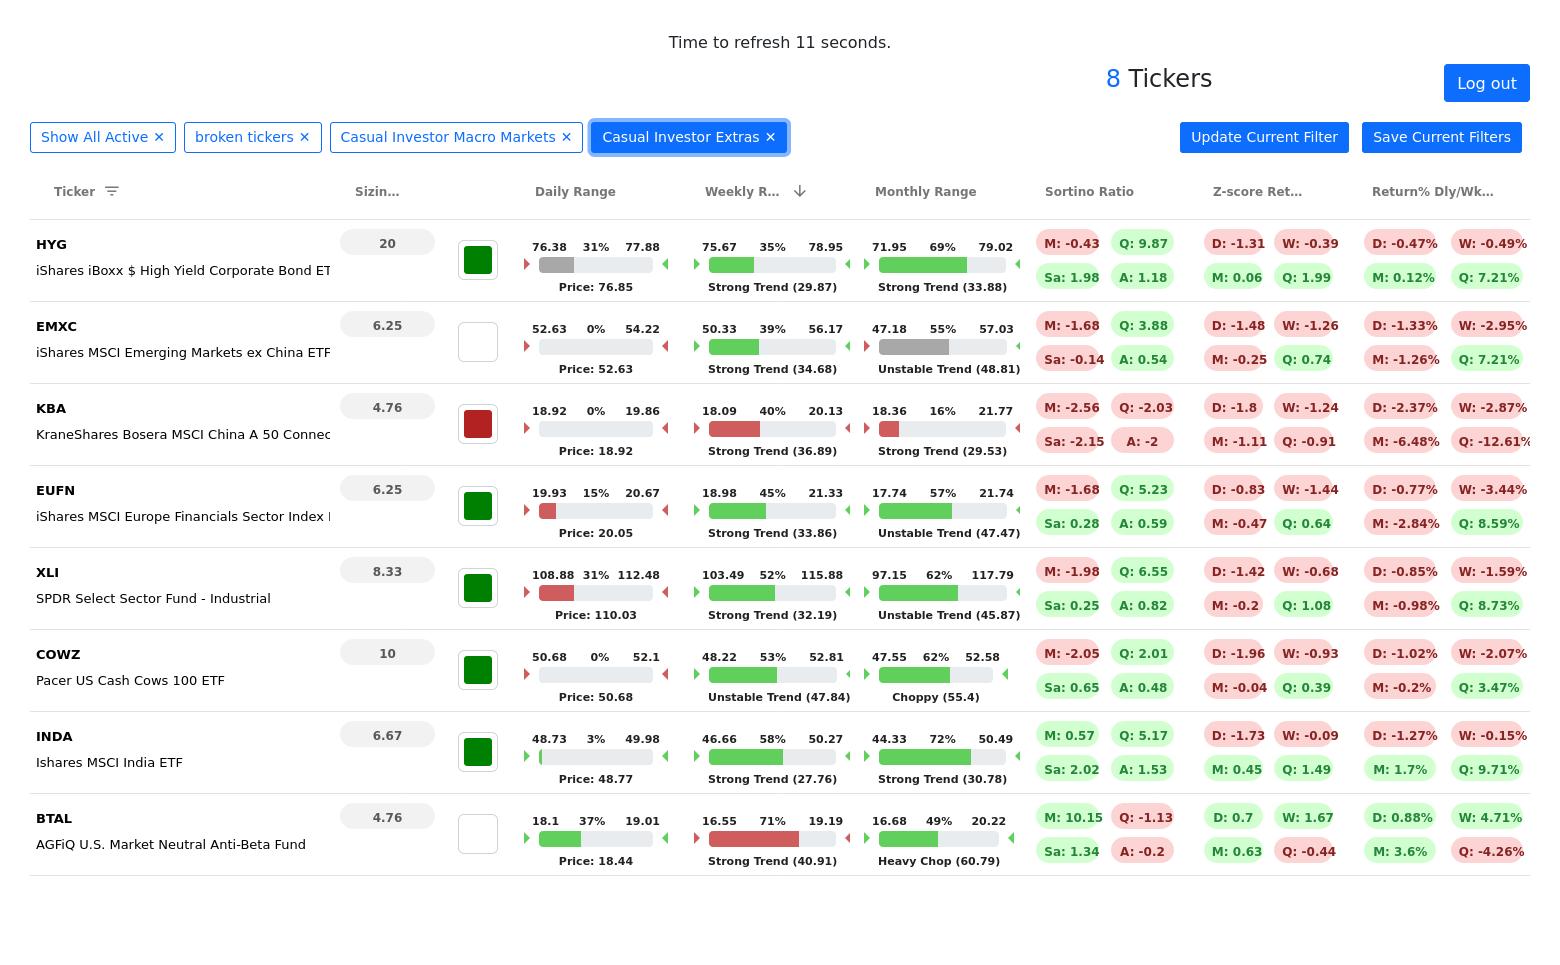 Time to refresh 11 seconds.
8 Tickers
Log out
Show All Active ✕ broken tickers ✕ Casual Investor Macro Markets ✕ Casual Investor Extras ✕ Update Current Filter Save Current Filters
Ticker Sizin... Daily Range Weekly R... Monthly Range Sortino Ratio Z-score Ret... Return% Dly/Wk...
HYG
iShares iBoxx $ High Yield Corporate Bond ET
20
76.38 31% 77.88
Price: 76.85
75.67 35% 78.95
Strong Trend (29.87)
71.95 69% 79.02
Strong Trend (33.88)
M: -0.43 Q: 9.87
Sa: 1.98 A: 1.18
D: -1.31 W: -0.39
M: 0.06 Q: 1.99
D: -0.47% W: -0.49%
M: 0.12% Q: 7.21%
EMXC
iShares MSCI Emerging Markets ex China ETF
6.25
52.63 0% 54.22
Price: 52.63
50.33 39% 56.17
Strong Trend (34.68)
47.18 55% 57.03
Unstable Trend (48.81)
M: -1.68 Q: 3.88
Sa: -0.14 A: 0.54
D: -1.48 W: -1.26
M: -0.25 Q: 0.74
D: -1.33% W: -2.95%
M: -1.26% Q: 7.21%
KBA
KraneShares Bosera MSCI China A 50 Connec
4.76
18.92 0% 19.86
Price: 18.92
18.09 40% 20.13
Strong Trend (36.89)
18.36 16% 21.77
Strong Trend (29.53)
M: -2.56 Q: -2.03
Sa: -2.15 A: -2
D: -1.8 W: -1.24
M: -1.11 Q: -0.91
D: -2.37% W: -2.87%
M: -6.48% Q: -12.61%
EUFN
iShares MSCI Europe Financials Sector Index
6.25
19.93 15% 20.67
Price: 20.05
18.98 45% 21.33
Strong Trend (33.86)
17.74 57% 21.74
Unstable Trend (47.47)
M: -1.68 Q: 5.23
Sa: 0.28 A: 0.59
D: -0.83 W: -1.44
M: -0.47 Q: 0.64
D: -0.77% W: -3.44%
M: -2.84% Q: 8.59%
XLI
SPDR Select Sector Fund - Industrial
8.33
108.88 31% 112.48
Price: 110.03
103.49 52% 115.88
Strong Trend (32.19)
97.15 62% 117.79
Unstable Trend (45.87)
M: -1.98 Q: 6.55
Sa: 0.25 A: 0.82
D: -1.42 W: -0.68
M: -0.2 Q: 1.08
D: -0.85% W: -1.59%
M: -0.98% Q: 8.73%
COWZ
Pacer US Cash Cows 100 ETF
10
50.68 0% 52.1
Price: 50.68
48.22 53% 52.81
Unstable Trend (47.84)
47.55 62% 52.58
Choppy (55.4)
M: -2.05 Q: 2.01
Sa: 0.65 A: 0.48
D: -1.96 W: -0.93
M: -0.04 Q: 0.39
D: -1.02% W: -2.07%
M: -0.2% Q: 3.47%
INDA
Ishares MSCI India ETF
6.67
48.73 3% 49.98
Price: 48.77
46.66 58% 50.27
Strong Trend (27.76)
44.33 72% 50.49
Strong Trend (30.78)
M: 0.57 Q: 5.17
Sa: 2.02 A: 1.53
D: -1.73 W: -0.09
M: 0.45 Q: 1.49
D: -1.27% W: -0.15%
M: 1.7% Q: 9.71%
BTAL
AGFiQ U.S. Market Neutral Anti-Beta Fund
4.76
18.1 37% 19.01
Price: 18.44
16.55 71% 19.19
Strong Trend (40.91)
16.68 49% 20.22
Heavy Chop (60.79)
M: 10.15 Q: -1.13
Sa: 1.34 A: -0.2
D: 0.7 W: 1.67
M: 0.63 Q: -0.44
D: 0.88% W: 4.71%
M: 3.6% Q: -4.26%